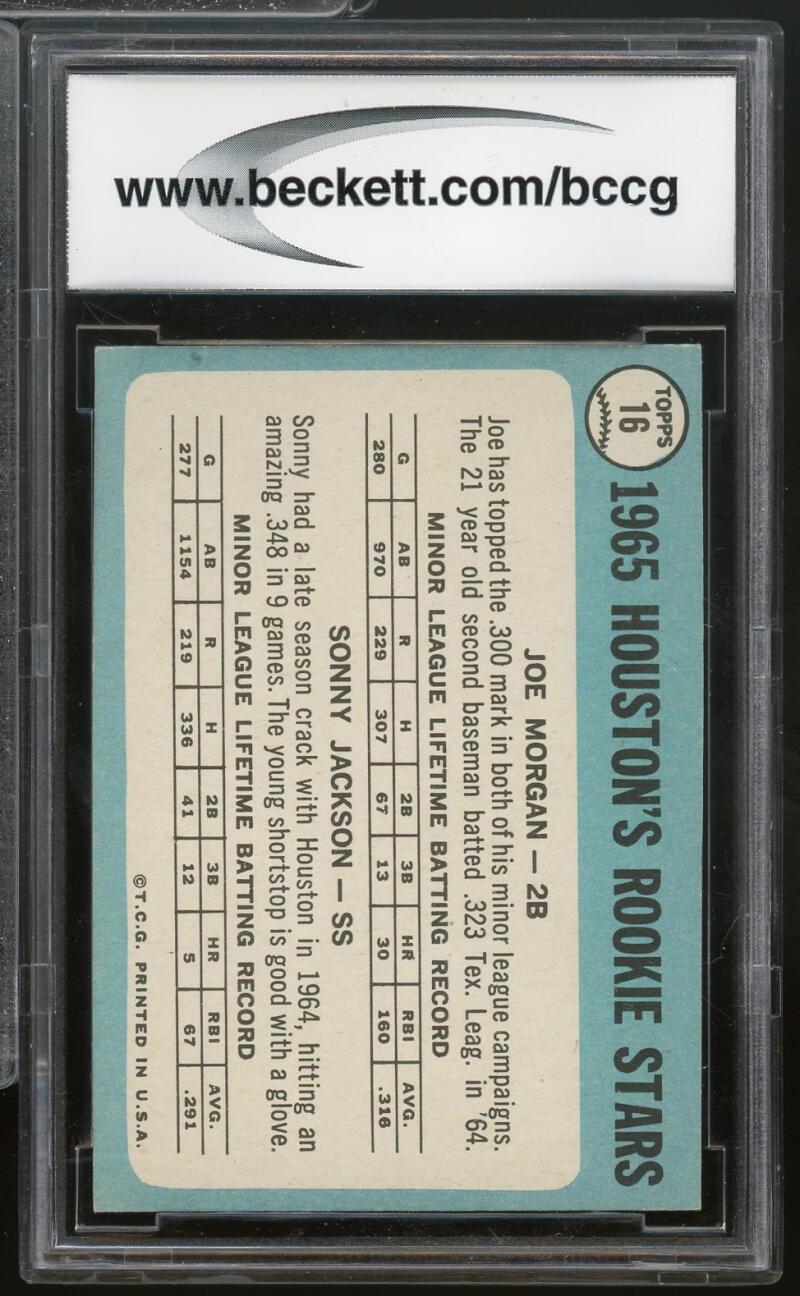 www.beckett.com/bccg
TOPPS
16
1965 HOUSTON'S ROOKIE STARS
JOE MORGAN — 2B
Joe has topped the .300 mark in both of his minor league campaigns.
The 21 year old second baseman batted .323 Tex. Leag. in '64.
MINOR LEAGUE LIFETIME BATTING RECORD
G AB R H 2B 3B HR RBI AVG.
280 970 229 307 67 13 30 160 .316
SONNY JACKSON — SS
Sonny had a late season crack with Houston in 1964, hitting an
amazing .348 in 9 games. The young shortstop is good with a glove.
MINOR LEAGUE LIFETIME BATTING RECORD
G AB R H 2B 3B HR RBI AVG.
277 1154 219 336 41 12 5 67 .291
©T.C.G. PRINTED IN U.S.A.